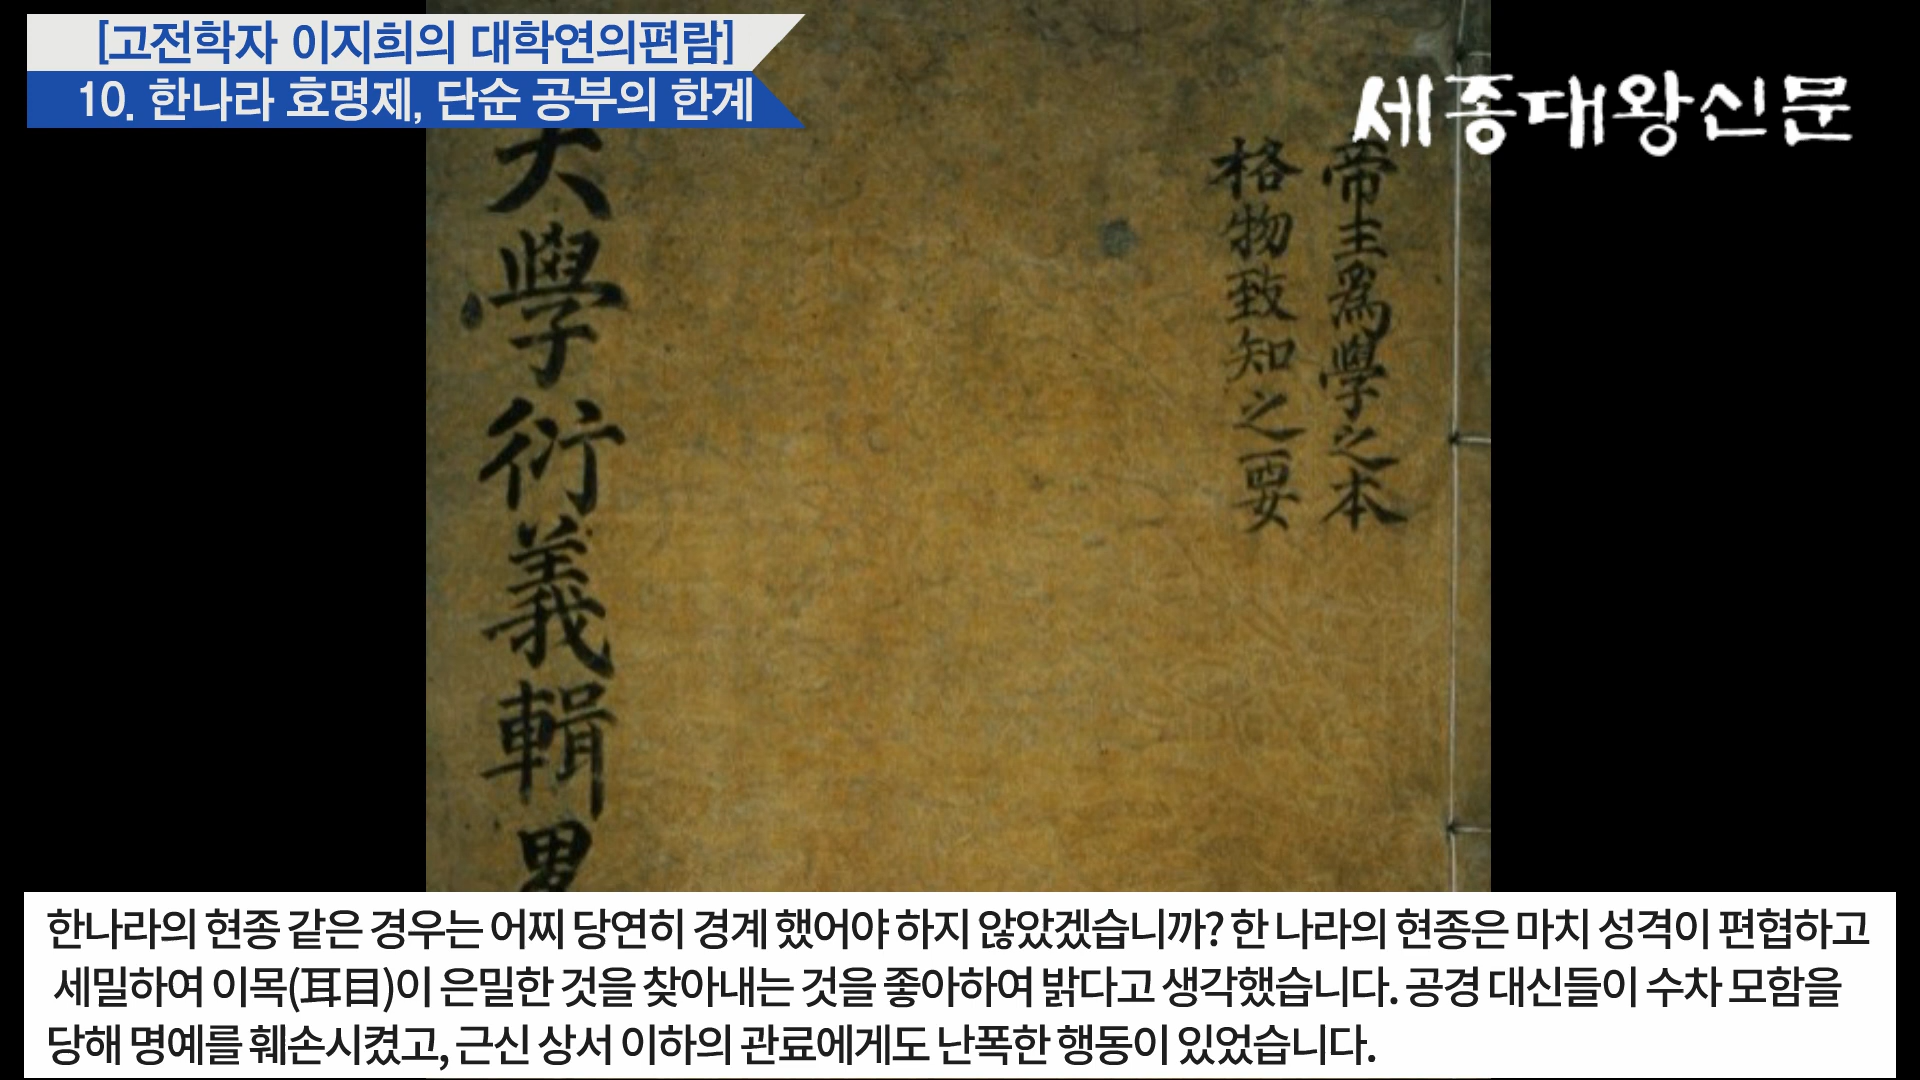 [고전학자 이지희의 대학연의편람]
10. 한나라 효명제, 단순 공부의 한계
세종대왕신문
帝王爲學之本
格物致知之要
大學衍義輯畧
한나라의 현종 같은 경우는 어찌 당연히 경계 했어야 하지 않았겠습니까? 한 나라의 현종은 마치 성격이 편협하고
세밀하여 이목(耳目)이 은밀한 것을 찾아내는 것을 좋아하여 밝다고 생각했습니다. 공경 대신들이 수차 모함을
당해 명예를 훼손시켰고, 근신 상서 이하의 관료에게도 난폭한 행동이 있었습니다.